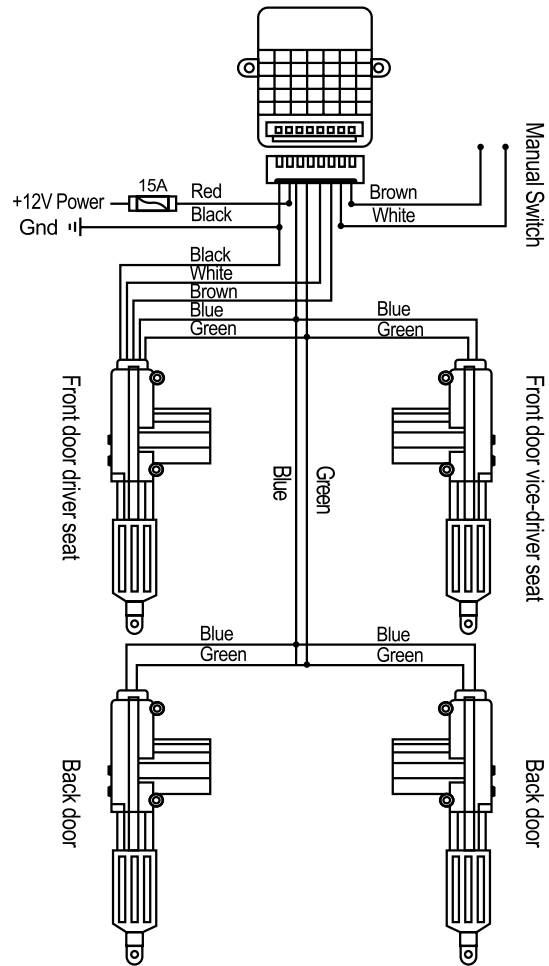 Manual Switch
15A
+12V Power
Red
Brown
Gnd
Black
White
Black
White
Brown
Blue
Blue
Green
Green
Front door driver seat
Front door vice-driver seat
Blue
Green
Blue
Blue
Green
Green
Back door
Back door